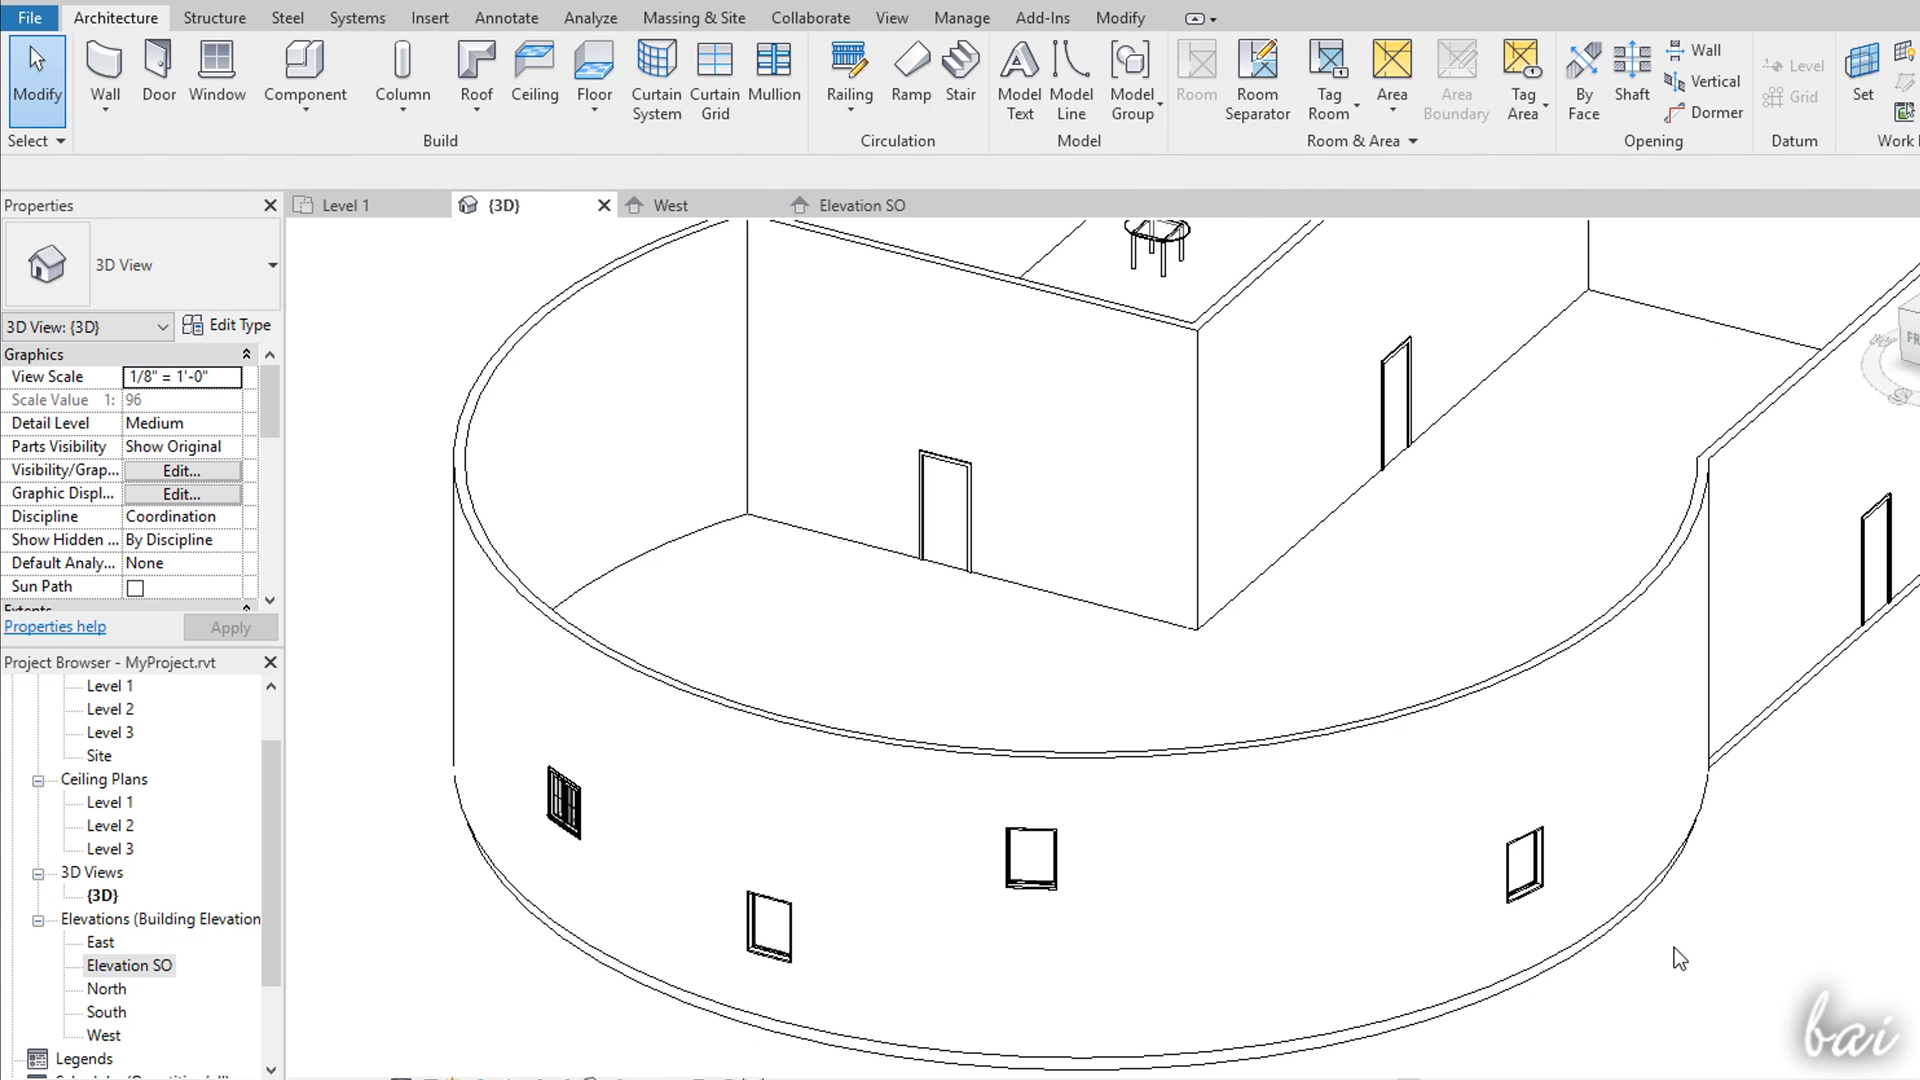 File Architecture Structure Steel Systems Insert Annotate Analyze Massing & Site Collaborate View Manage Add-Ins Modify
Modify Wall Door Window Component Column Roof Ceiling Floor Curtain System Curtain Grid Mullion Railing Ramp Stair Model Text Model Line Model Group Room Room Separator Tag Room Area Area Boundary Tag Area By Face Shaft Wall Vertical Dormer Level Grid Set
Select Build Circulation Model Room & Area Opening Datum Work
Properties
Level 1 {3D} West Elevation SO
3D View
3D View: {3D} Edit Type
Graphics
View Scale 1/8" = 1'-0"
Scale Value 1: 96
Detail Level Medium
Parts Visibility Show Original
Visibility/Grap... Edit...
Graphic Displ... Edit...
Discipline Coordination
Show Hidden ... By Discipline
Default Analy... None
Sun Path
Extents
Properties help Apply
Project Browser - MyProject.rvt
Level 1
Level 2
Level 3
Site
Ceiling Plans
Level 1
Level 2
Level 3
3D Views
{3D}
Elevations (Building Elevation
East
Elevation SO
North
South
West
Legends
FR
S
bai